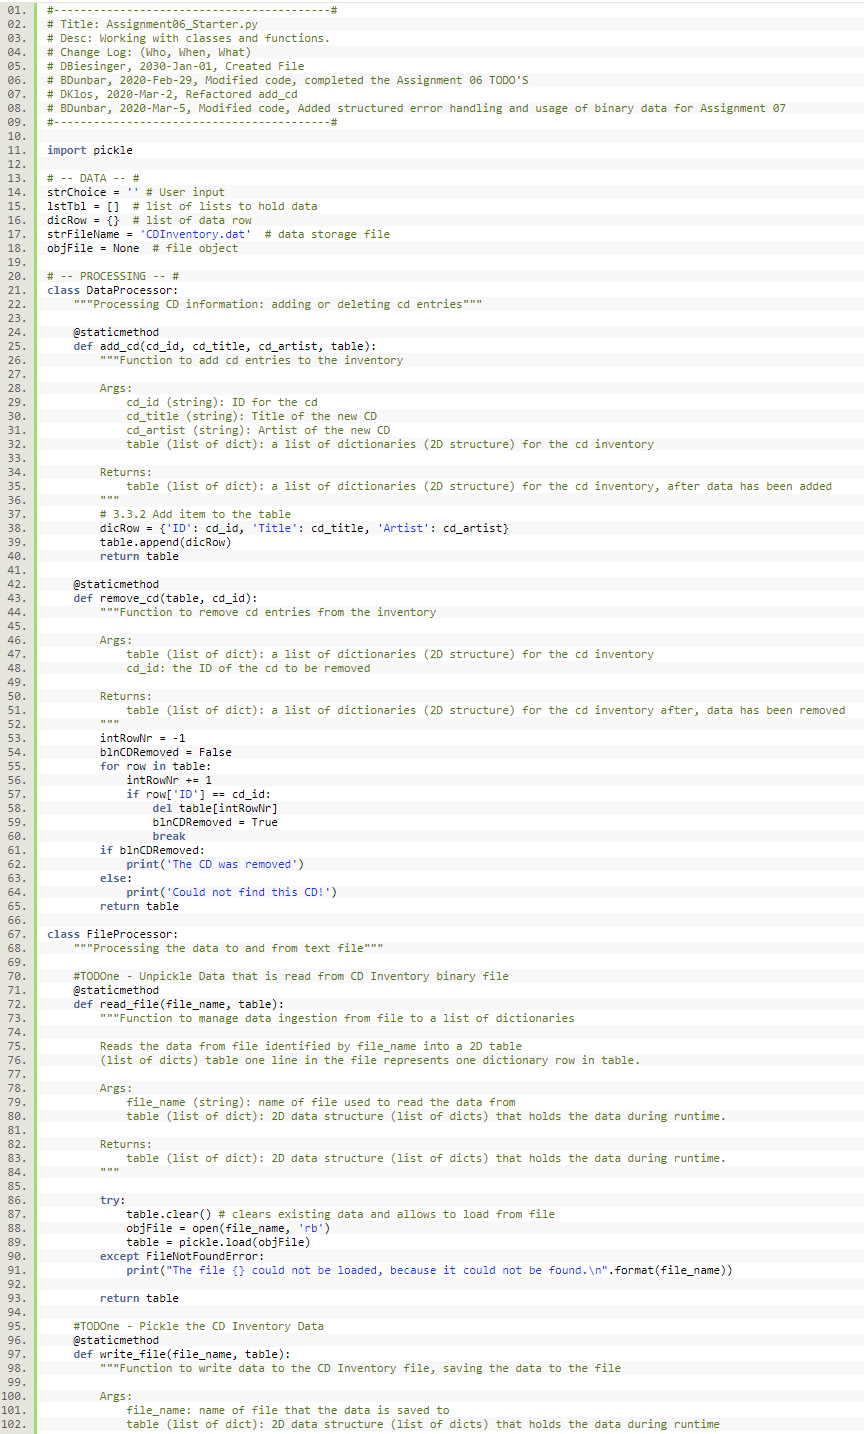 01. #------------------------------------------#
02. # Title: Assignment06_Starter.py
03. # Desc: Working with classes and functions.
04. # Change Log: (Who, When, What)
05. # DBiesinger, 2030-Jan-01, Created File
06. # BDunbar, 2020-Feb-29, Modified code, completed the Assignment 06 TODO'S
07. # DKlos, 2020-Mar-2, Refactored add_cd
08. # BDunbar, 2020-Mar-5, Modified code, Added structured error handling and usage of binary data for Assignment 07
09. #------------------------------------------#
10.
11. import pickle
12.
13. # -- DATA -- #
14. strChoice = '' # User input
15. lstTbl = []  # list of lists to hold data
16. dicRow = {}  # list of data row
17. strFileName = 'CDInventory.dat'  # data storage file
18. objFile = None  # file object
19.
20. # -- PROCESSING -- #
21. class DataProcessor:
22.     """Processing CD information: adding or deleting cd entries"""
23.
24.     @staticmethod
25.     def add_cd(cd_id, cd_title, cd_artist, table):
26.         """Function to add cd entries to the inventory
27.
28.         Args:
29.             cd_id (string): ID for the cd
30.             cd_title (string): Title of the new CD
31.             cd_artist (string): Artist of the new CD
32.             table (list of dict): a list of dictionaries (2D structure) for the cd inventory
33.
34.         Returns:
35.             table (list of dict): a list of dictionaries (2D structure) for the cd inventory, after data has been added
36.         """
37.         # 3.3.2 Add item to the table
38.         dicRow = {'ID': cd_id, 'Title': cd_title, 'Artist': cd_artist}
39.         table.append(dicRow)
40.         return table
41.
42.     @staticmethod
43.     def remove_cd(table, cd_id):
44.         """Function to remove cd entries from the inventory
45.
46.         Args:
47.             table (list of dict): a list of dictionaries (2D structure) for the cd inventory
48.             cd_id: the ID of the cd to be removed
49.
50.         Returns:
51.             table (list of dict): a list of dictionaries (2D structure) for the cd inventory after, data has been removed
52.         """
53.         intRowNr = -1
54.         blnCDRemoved = False
55.         for row in table:
56.             intRowNr += 1
57.             if row['ID'] == cd_id:
58.                 del table[intRowNr]
59.                 blnCDRemoved = True
60.                 break
61.         if blnCDRemoved:
62.             print('The CD was removed')
63.         else:
64.             print('Could not find this CD!')
65.         return table
66.
67. class FileProcessor:
68.     """Processing the data to and from text file"""
69.
70.     #TODOne - Unpickle Data that is read from CD Inventory binary file
71.     @staticmethod
72.     def read_file(file_name, table):
73.         """Function to manage data ingestion from file to a list of dictionaries
74.
75.         Reads the data from file identified by file_name into a 2D table
76.         (list of dicts) table one line in the file represents one dictionary row in table.
77.
78.         Args:
79.             file_name (string): name of file used to read the data from
80.             table (list of dict): 2D data structure (list of dicts) that holds the data during runtime.
81.
82.         Returns:
83.             table (list of dict): 2D data structure (list of dicts) that holds the data during runtime.
84.         """
85.
86.         try:
87.             table.clear() # clears existing data and allows to load from file
88.             objFile = open(file_name, 'rb')
89.             table = pickle.load(objFile)
90.         except FileNotFoundError:
91.             print("The file {} could not be loaded, because it could not be found.\n".format(file_name))
92.
93.         return table
94.
95.     #TODOne - Pickle the CD Inventory Data
96.     @staticmethod
97.     def write_file(file_name, table):
98.         """Function to write data to the CD Inventory file, saving the data to the file
99.
100.         Args:
101.             file_name: name of file that the data is saved to
102.             table (list of dict): 2D data structure (list of dicts) that holds the data during runtime